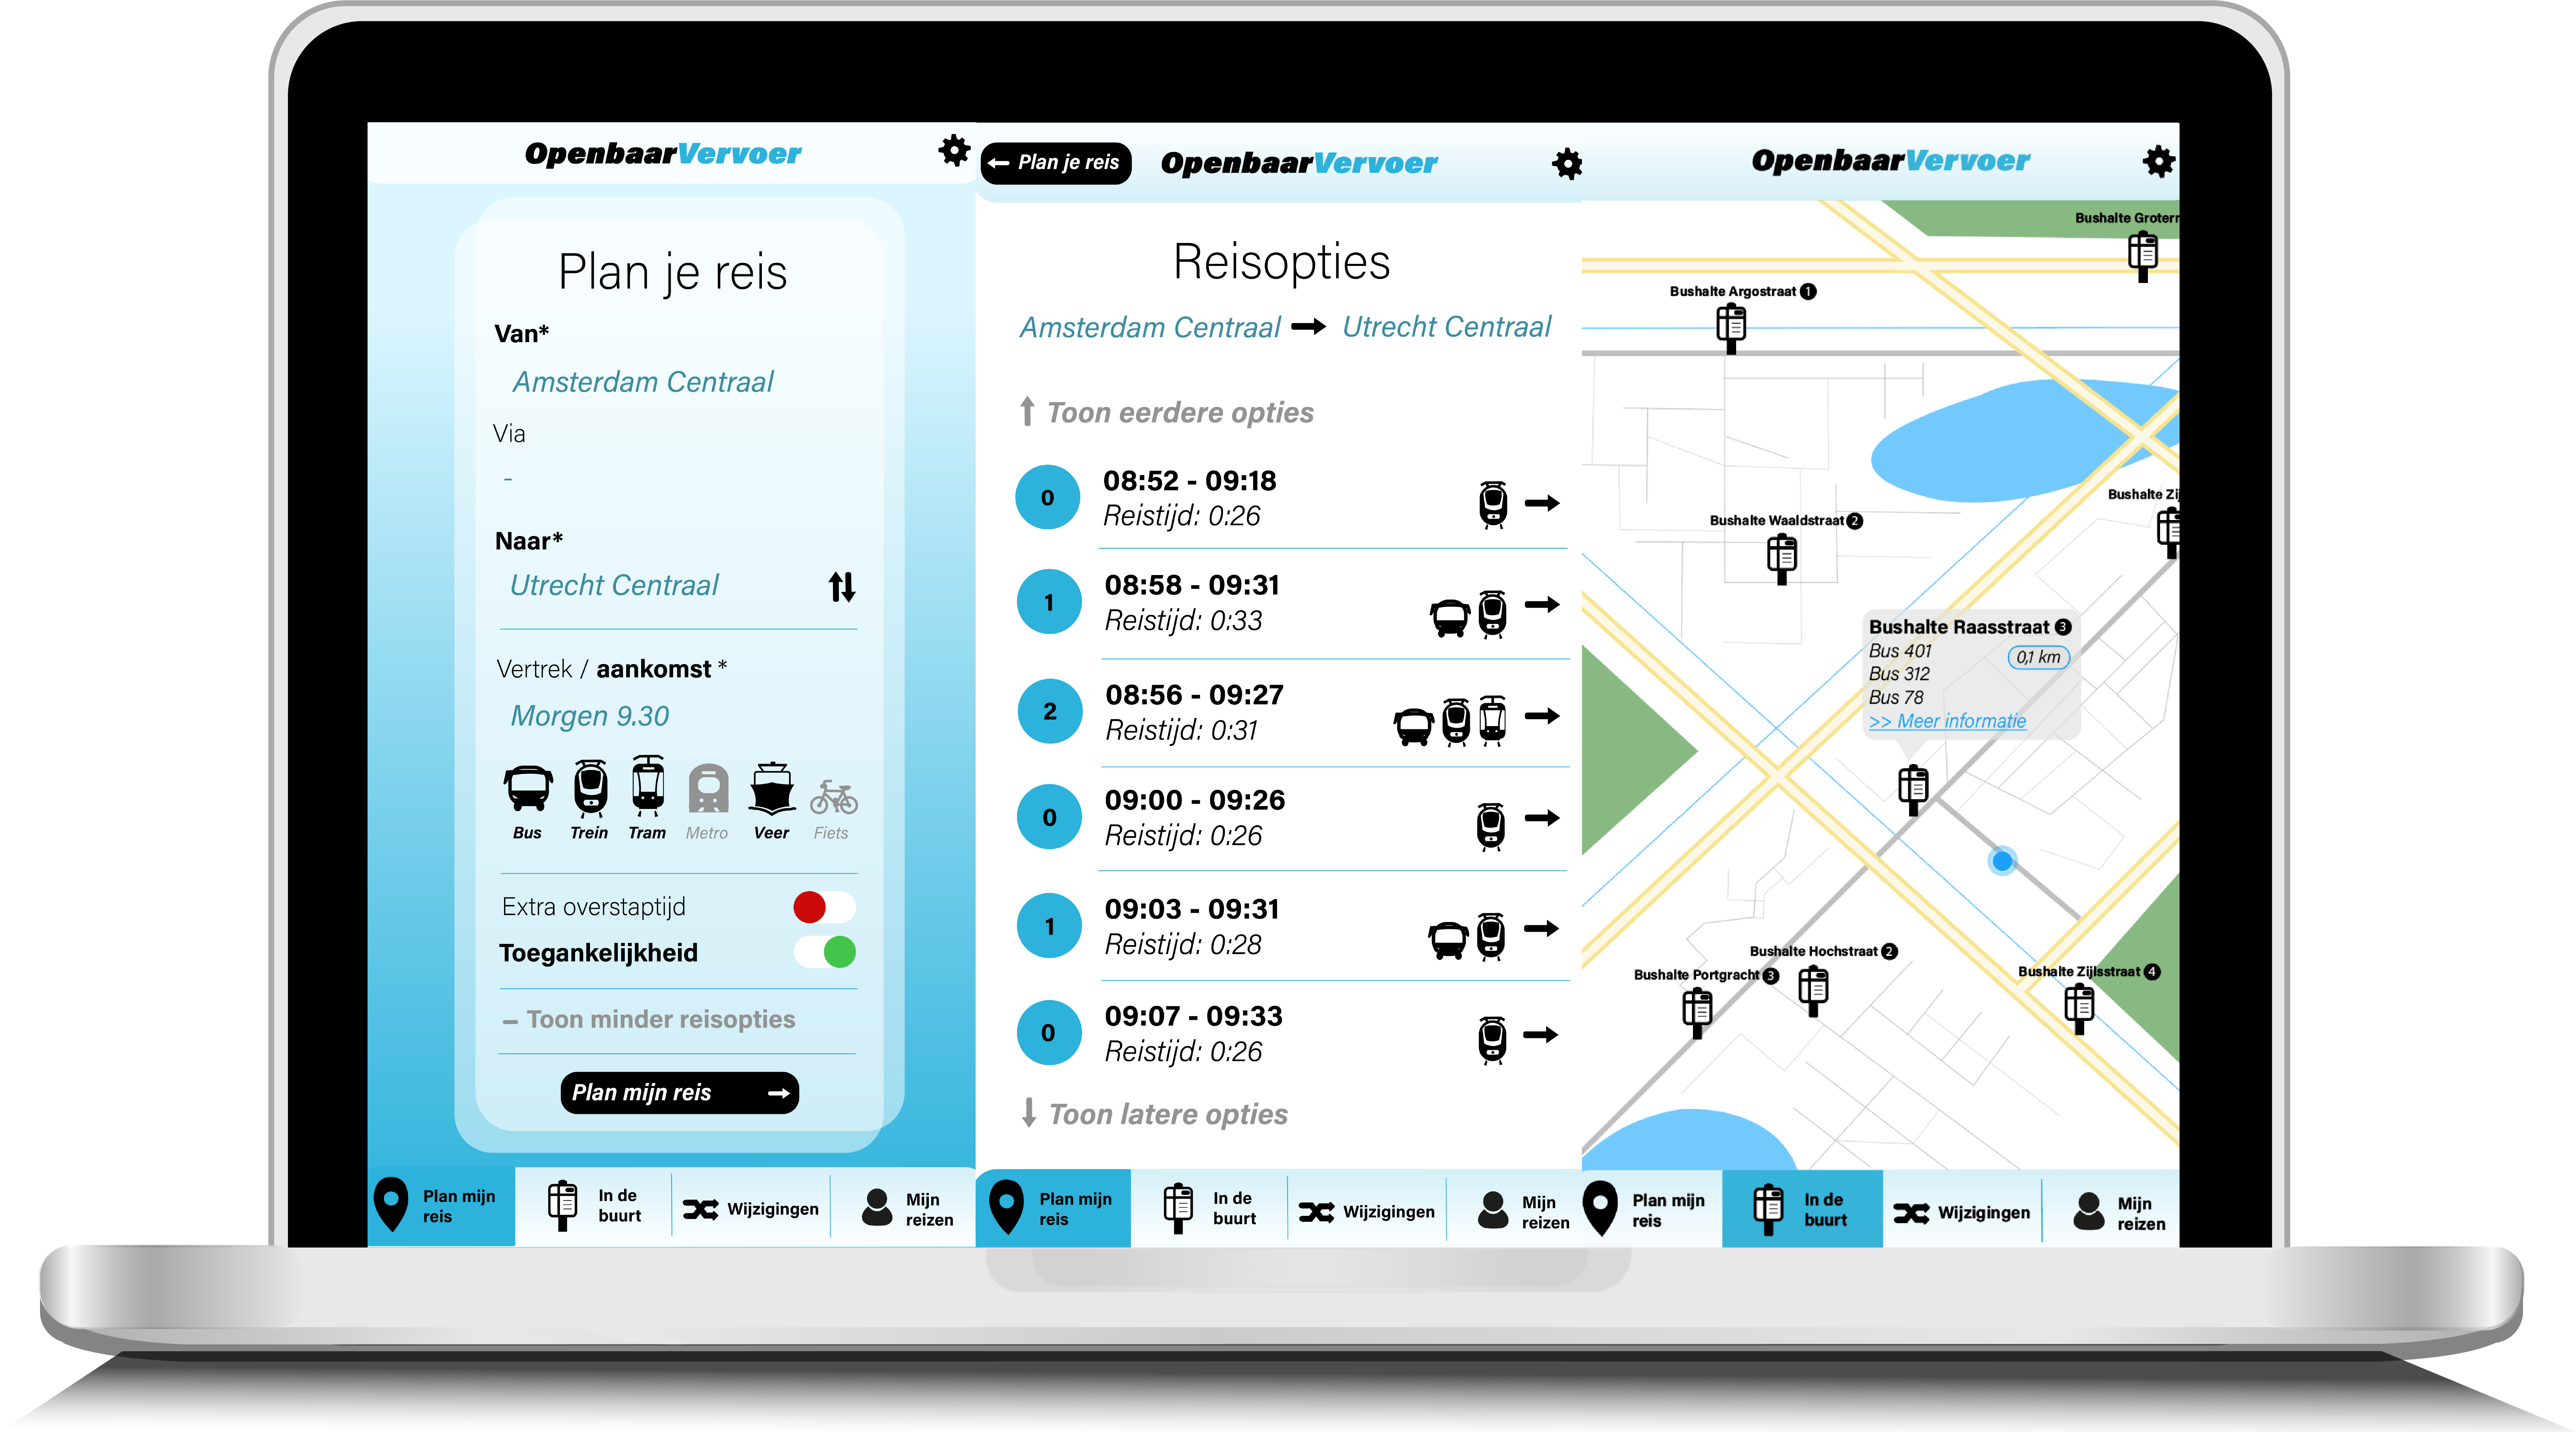 OpenbaarVervoer
Plan je reis
Van*
Amsterdam Centraal
Via
-
Naar*
Utrecht Centraal
Vertrek / aankomst *
Morgen 9.30
Bus Trein Tram Metro Veer Fiets
Extra overstaptijd
Toegankelijkheid
– Toon minder reisopties
Plan mijn reis →
Plan mijn
reis
In de
buurt
Wijzigingen
Mijn
reizen
← Plan je reis
OpenbaarVervoer
Reisopties
Amsterdam Centraal → Utrecht Centraal
↑ Toon eerdere opties
0
08:52 - 09:18
Reistijd: 0:26
1
08:58 - 09:31
Reistijd: 0:33
2
08:56 - 09:27
Reistijd: 0:31
0
09:00 - 09:26
Reistijd: 0:26
1
09:03 - 09:31
Reistijd: 0:28
0
09:07 - 09:33
Reistijd: 0:26
↓ Toon latere opties
Plan mijn
reis
In de
buurt
Wijzigingen
Mijn
reizen
OpenbaarVervoer
Bushalte
Bushalte Argostraat 1
Bushalte
Bushalte Waaldstraat 2
Bushalte Raasstraat 3
Bus 401
0,1 km
Bus 312
Bus 78
>> Meer informatie
Bushalte Hochstraat 2
Bushalte Portgracht 3
Bushalte Zijlsstraat 4
Plan mijn
reis
In de
buurt
Wijzigingen
Mijn
reizen